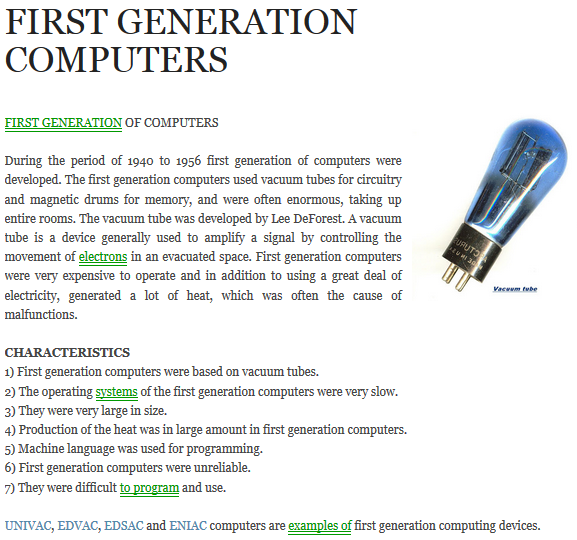 FIRST GENERATION
COMPUTERS
FIRST GENERATION OF COMPUTERS
During the period of 1940 to 1956 first generation of computers were
developed. The first generation computers used vacuum tubes for circuitry
and magnetic drums for memory, and were often enormous, taking up
entire rooms. The vacuum tube was developed by Lee DeForest. A vacuum
tube is a device generally used to amplify a signal by controlling the
movement of electrons in an evacuated space. First generation computers
were very expensive to operate and in addition to using a great deal of
electricity, generated a lot of heat, which was often the cause of
malfunctions.
Vacuum tube
CHARACTERISTICS
1) First generation computers were based on vacuum tubes.
2) The operating systems of the first generation computers were very slow.
3) They were very large in size.
4) Production of the heat was in large amount in first generation computers.
5) Machine language was used for programming.
6) First generation computers were unreliable.
7) They were difficult to program and use.
UNIVAC, EDVAC, EDSAC and ENIAC computers are examples of first generation computing devices.